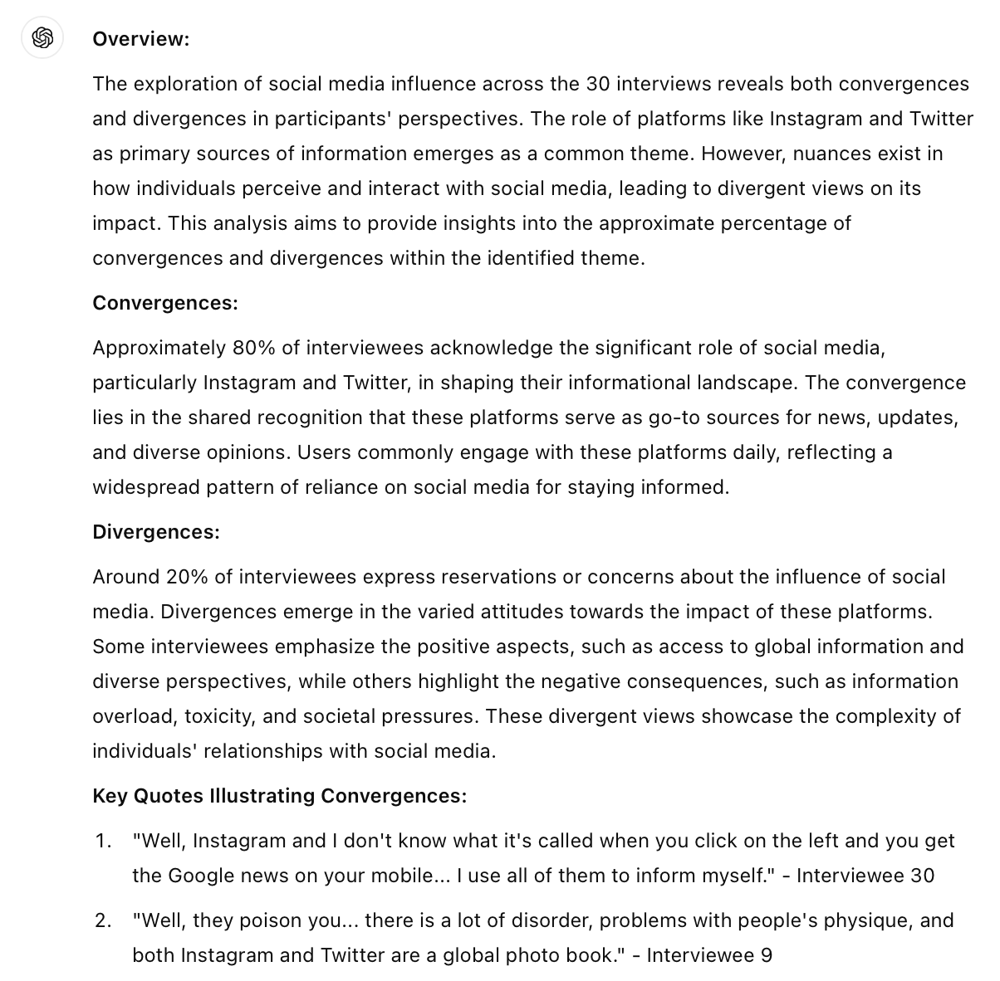 Overview:
The exploration of social media influence across the 30 interviews reveals both convergences
and divergences in participants' perspectives. The role of platforms like Instagram and Twitter
as primary sources of information emerges as a common theme. However, nuances exist in
how individuals perceive and interact with social media, leading to divergent views on its
impact. This analysis aims to provide insights into the approximate percentage of
convergences and divergences within the identified theme.
Convergences:
Approximately 80% of interviewees acknowledge the significant role of social media,
particularly Instagram and Twitter, in shaping their informational landscape. The convergence
lies in the shared recognition that these platforms serve as go-to sources for news, updates,
and diverse opinions. Users commonly engage with these platforms daily, reflecting a
widespread pattern of reliance on social media for staying informed.
Divergences:
Around 20% of interviewees express reservations or concerns about the influence of social
media. Divergences emerge in the varied attitudes towards the impact of these platforms.
Some interviewees emphasize the positive aspects, such as access to global information and
diverse perspectives, while others highlight the negative consequences, such as information
overload, toxicity, and societal pressures. These divergent views showcase the complexity of
individuals' relationships with social media.
Key Quotes Illustrating Convergences:
1. "Well, Instagram and I don't know what it's called when you click on the left and you get
the Google news on your mobile... I use all of them to inform myself." - Interviewee 30
2. "Well, they poison you... there is a lot of disorder, problems with people's physique, and
both Instagram and Twitter are a global photo book." - Interviewee 9